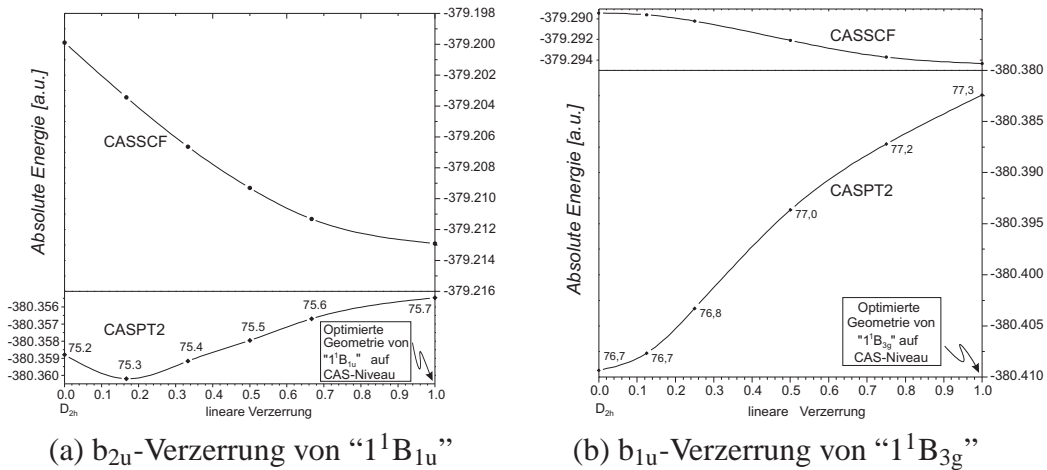 -379.198
-379.200
-379.202
-379.204
-379.206
-379.208
-379.210
-379.212
-379.214
-379.216
Absolute Energie [a.u.]
CASSCF
-380.356
-380.357
-380.358
-380.359
-380.360
CASPT2
75.2
75.3
75.4
75.5
75.6
75.7
Optimierte
Geometrie von
"1¹B₁ᵤ" auf
CAS-Niveau
0.0 0.1 0.2 0.3 0.4 0.5 0.6 0.7 0.8 0.9 1.0
D₂ₕ
lineare Verzerrung
(a) b₂ᵤ-Verzerrung von “1¹B₁ᵤ”
-379.290
-379.292
-379.294
CASSCF
-380.380
-380.385
-380.390
-380.395
-380.400
-380.405
-380.410
Absolute Energie [a.u.]
CASPT2
76,7
76,7
76,8
77,0
77,2
77,3
Optimierte
Geometrie von
"1¹B₃g" auf
CAS-Niveau
0.0 0.1 0.2 0.3 0.4 0.5 0.6 0.7 0.8 0.9 1.0
D₂ₕ
lineare Verzerrung
(b) b₁ᵤ-Verzerrung von “1¹B₃g”